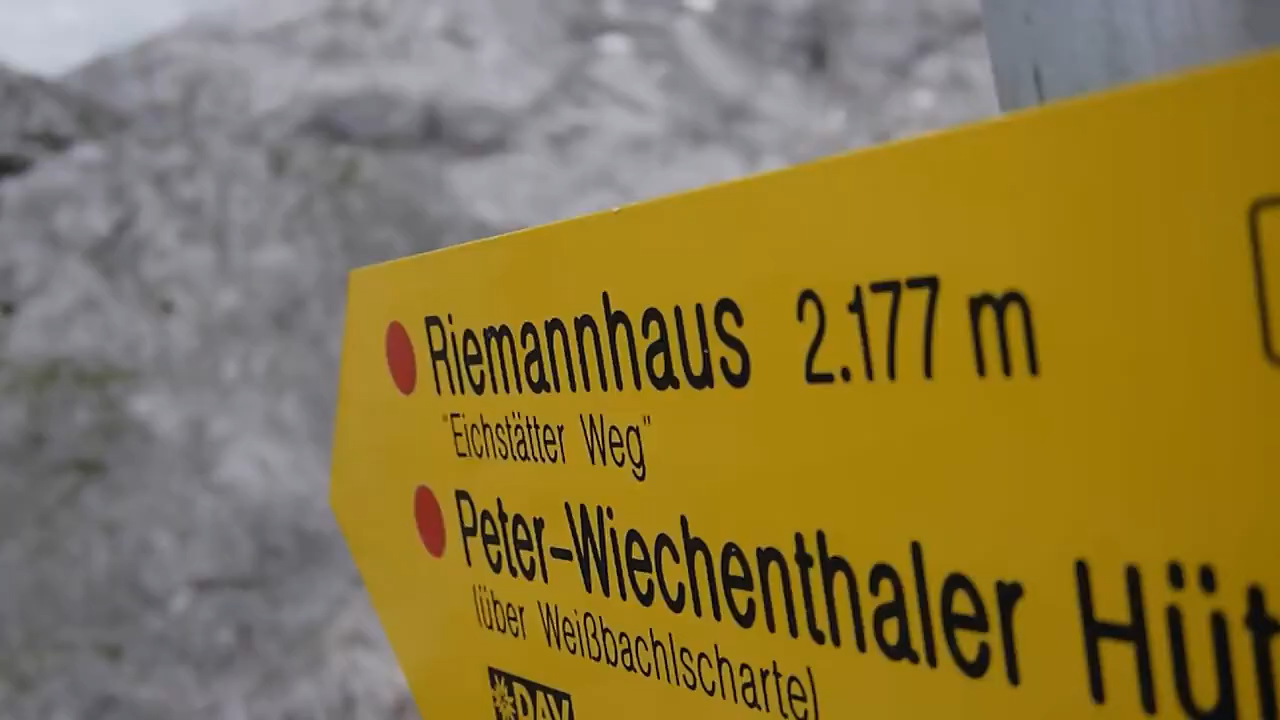 Riemannhaus 2.177 m
"Eichstätter Weg"
Peter-Wiechenthaler Hüt
(über Weißbachlscharte)
DAV